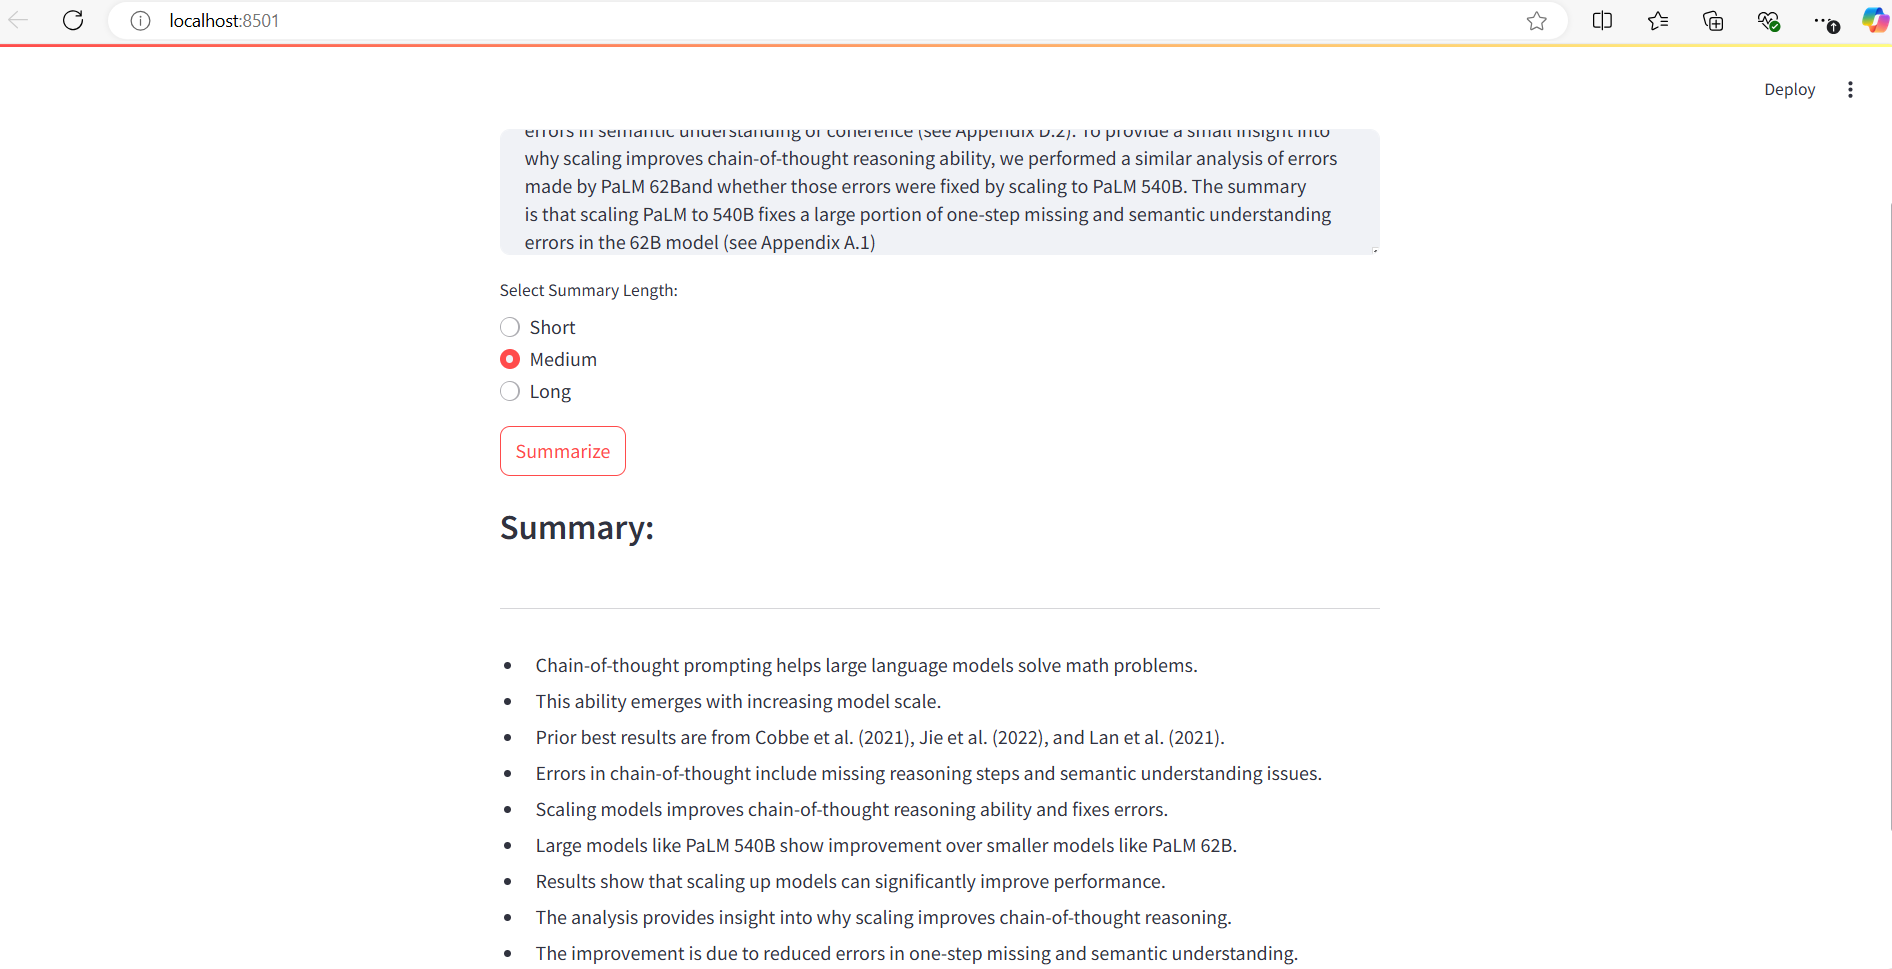 localhost:8501
Deploy
errors in semantic understanding or coherence (see Appendix D.2). To provide a small insight into
why scaling improves chain-of-thought reasoning ability, we performed a similar analysis of errors
made by PaLM 62Band whether those errors were fixed by scaling to PaLM 540B. The summary
is that scaling PaLM to 540B fixes a large portion of one-step missing and semantic understanding
errors in the 62B model (see Appendix A.1)
Select Summary Length:
Short
Medium
Long
Summarize
Summary:
• Chain-of-thought prompting helps large language models solve math problems.
• This ability emerges with increasing model scale.
• Prior best results are from Cobbe et al. (2021), Jie et al. (2022), and Lan et al. (2021).
• Errors in chain-of-thought include missing reasoning steps and semantic understanding issues.
• Scaling models improves chain-of-thought reasoning ability and fixes errors.
• Large models like PaLM 540B show improvement over smaller models like PaLM 62B.
• Results show that scaling up models can significantly improve performance.
• The analysis provides insight into why scaling improves chain-of-thought reasoning.
• The improvement is due to reduced errors in one-step missing and semantic understanding.